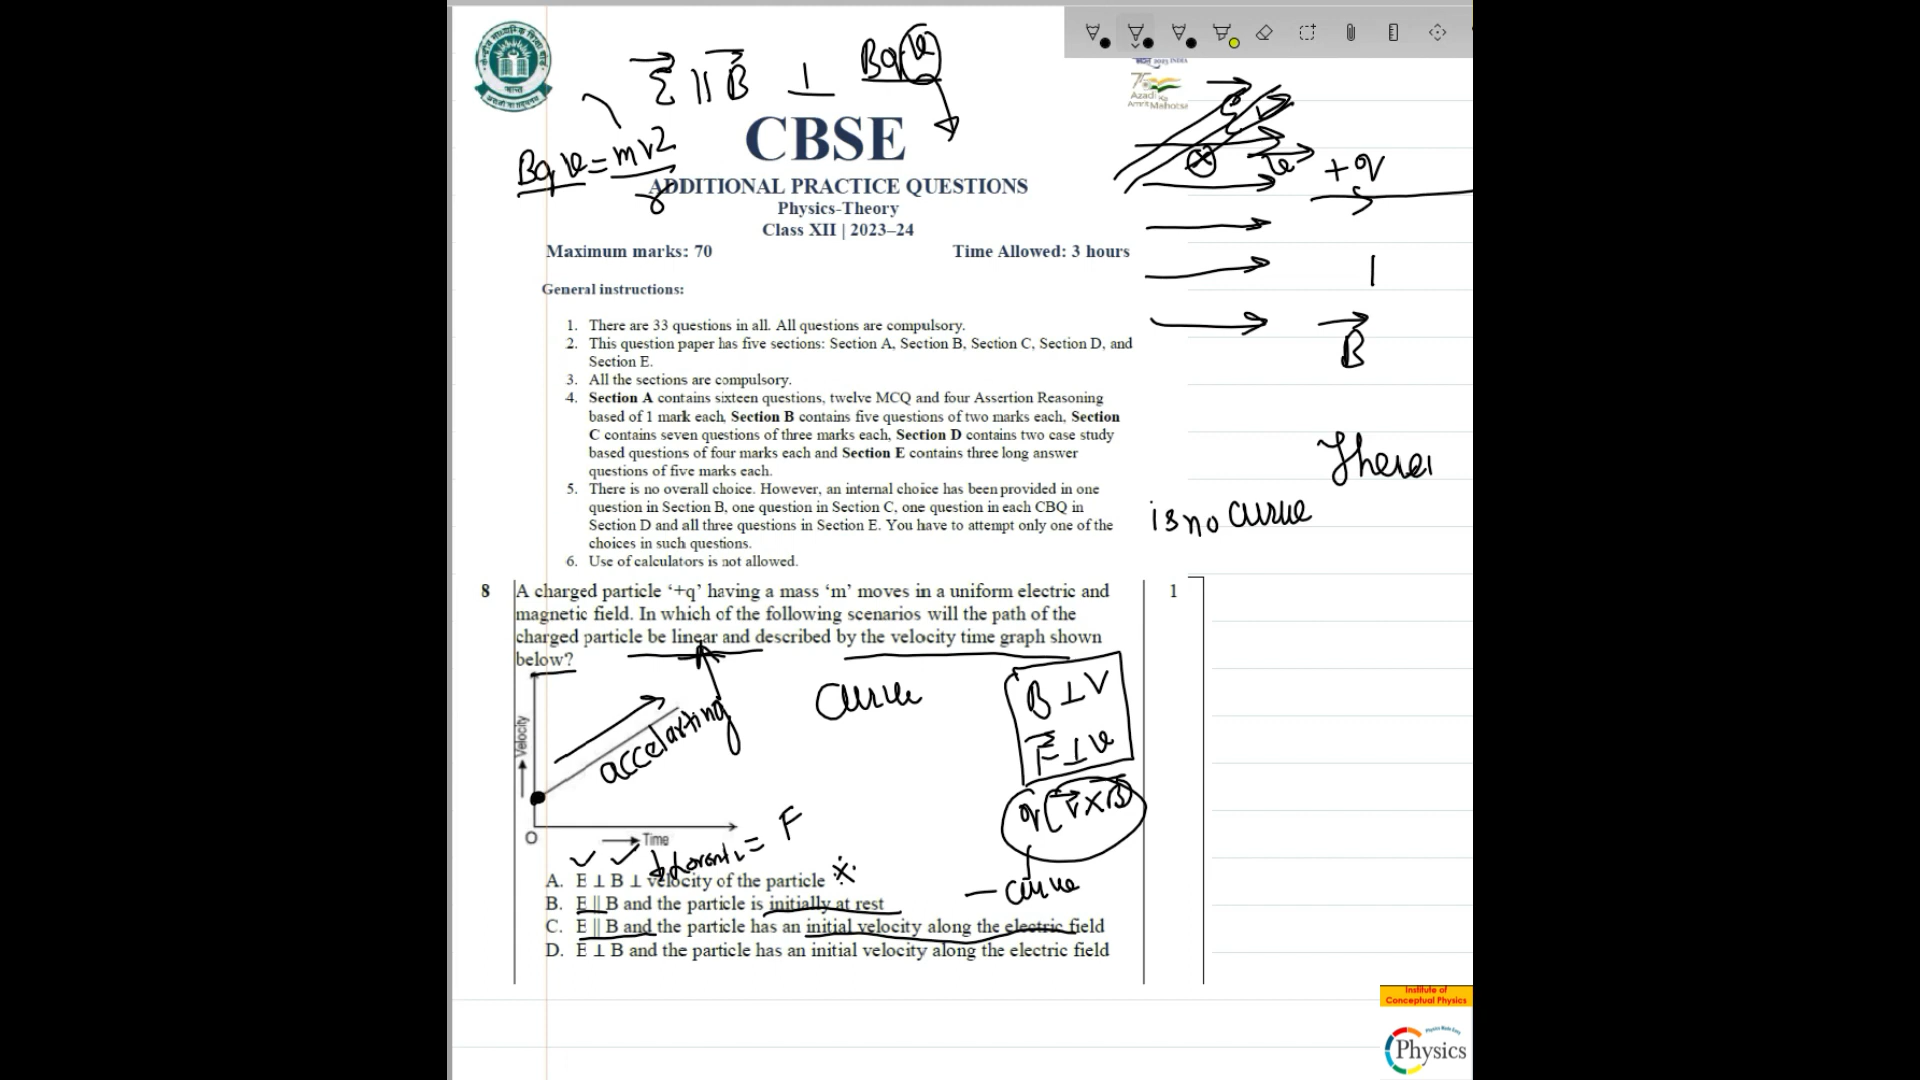 E || B ⊥ Bqv
Bqv = mv2
r
CBSE
ADDITIONAL PRACTICE QUESTIONS
Physics-Theory
Class XII | 2023–24
Maximum marks: 70 Time Allowed: 3 hours
General instructions:
1. There are 33 questions in all. All questions are compulsory.
2. This question paper has five sections: Section A, Section B, Section C, Section D, and
Section E.
3. All the sections are compulsory.
4. Section A contains sixteen questions, twelve MCQ and four Assertion Reasoning
based of 1 mark each, Section B contains five questions of two marks each, Section
C contains seven questions of three marks each, Section D contains two case study
based questions of four marks each and Section E contains three long answer
questions of five marks each.
5. There is no overall choice. However, an internal choice has been provided in one
question in Section B, one question in Section C, one question in each CBQ in
Section D and all three questions in Section E. You have to attempt only one of the
choices in such questions.
6. Use of calculators is not allowed.
Azadi Ka
Amrit Mahotsav
+q
B
There
is no curve
8 A charged particle ‘+q’ having a mass ‘m’ moves in a uniform electric and 1
magnetic field. In which of the following scenarios will the path of the
charged particle be linear and described by the velocity time graph shown
below?
Velocity
accelarting
curve
B ⊥ V
F ⊥ v
q(v×B)
O
Time
= F
curve
A. E ⊥ B ⊥ velocity of the particle
B. E || B and the particle is initially at rest
C. E || B and the particle has an initial velocity along the electric field
D. E ⊥ B and the particle has an initial velocity along the electric field
Institute of
Conceptual Physics
Physics